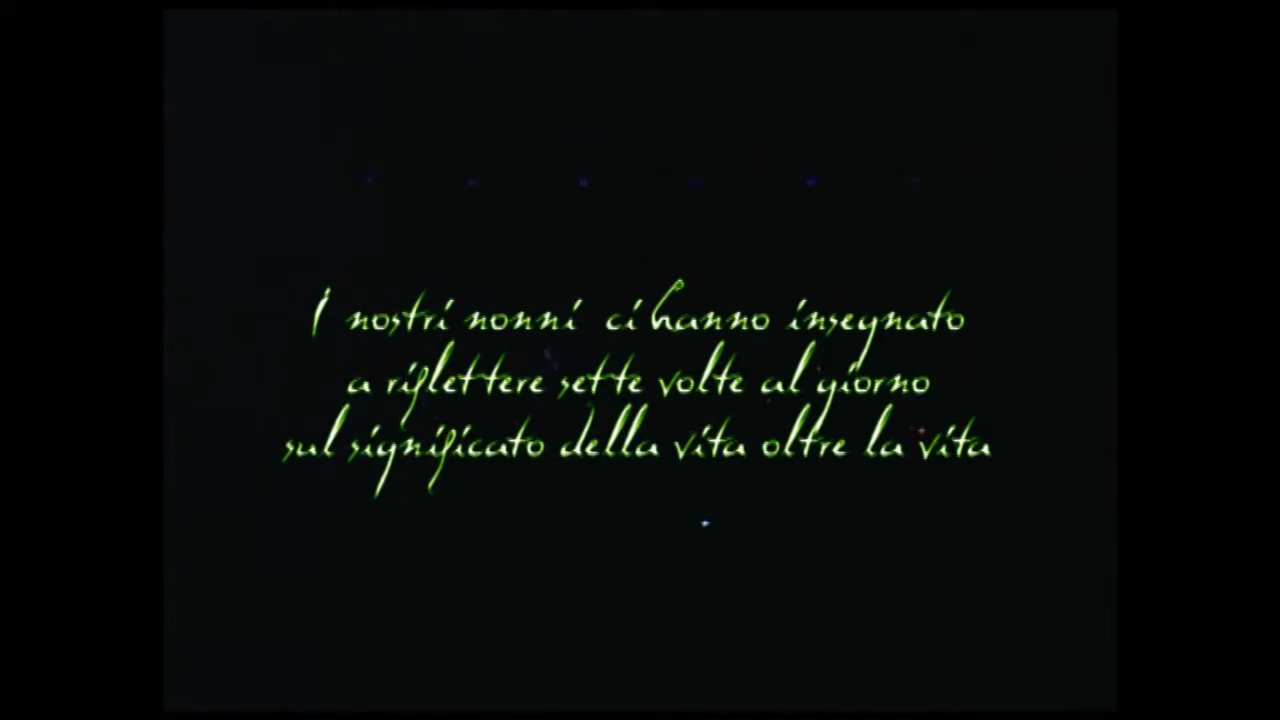 I nostri nonni ci hanno insegnato
a riflettere sette volte al giorno
sul significato della vita oltre la vita